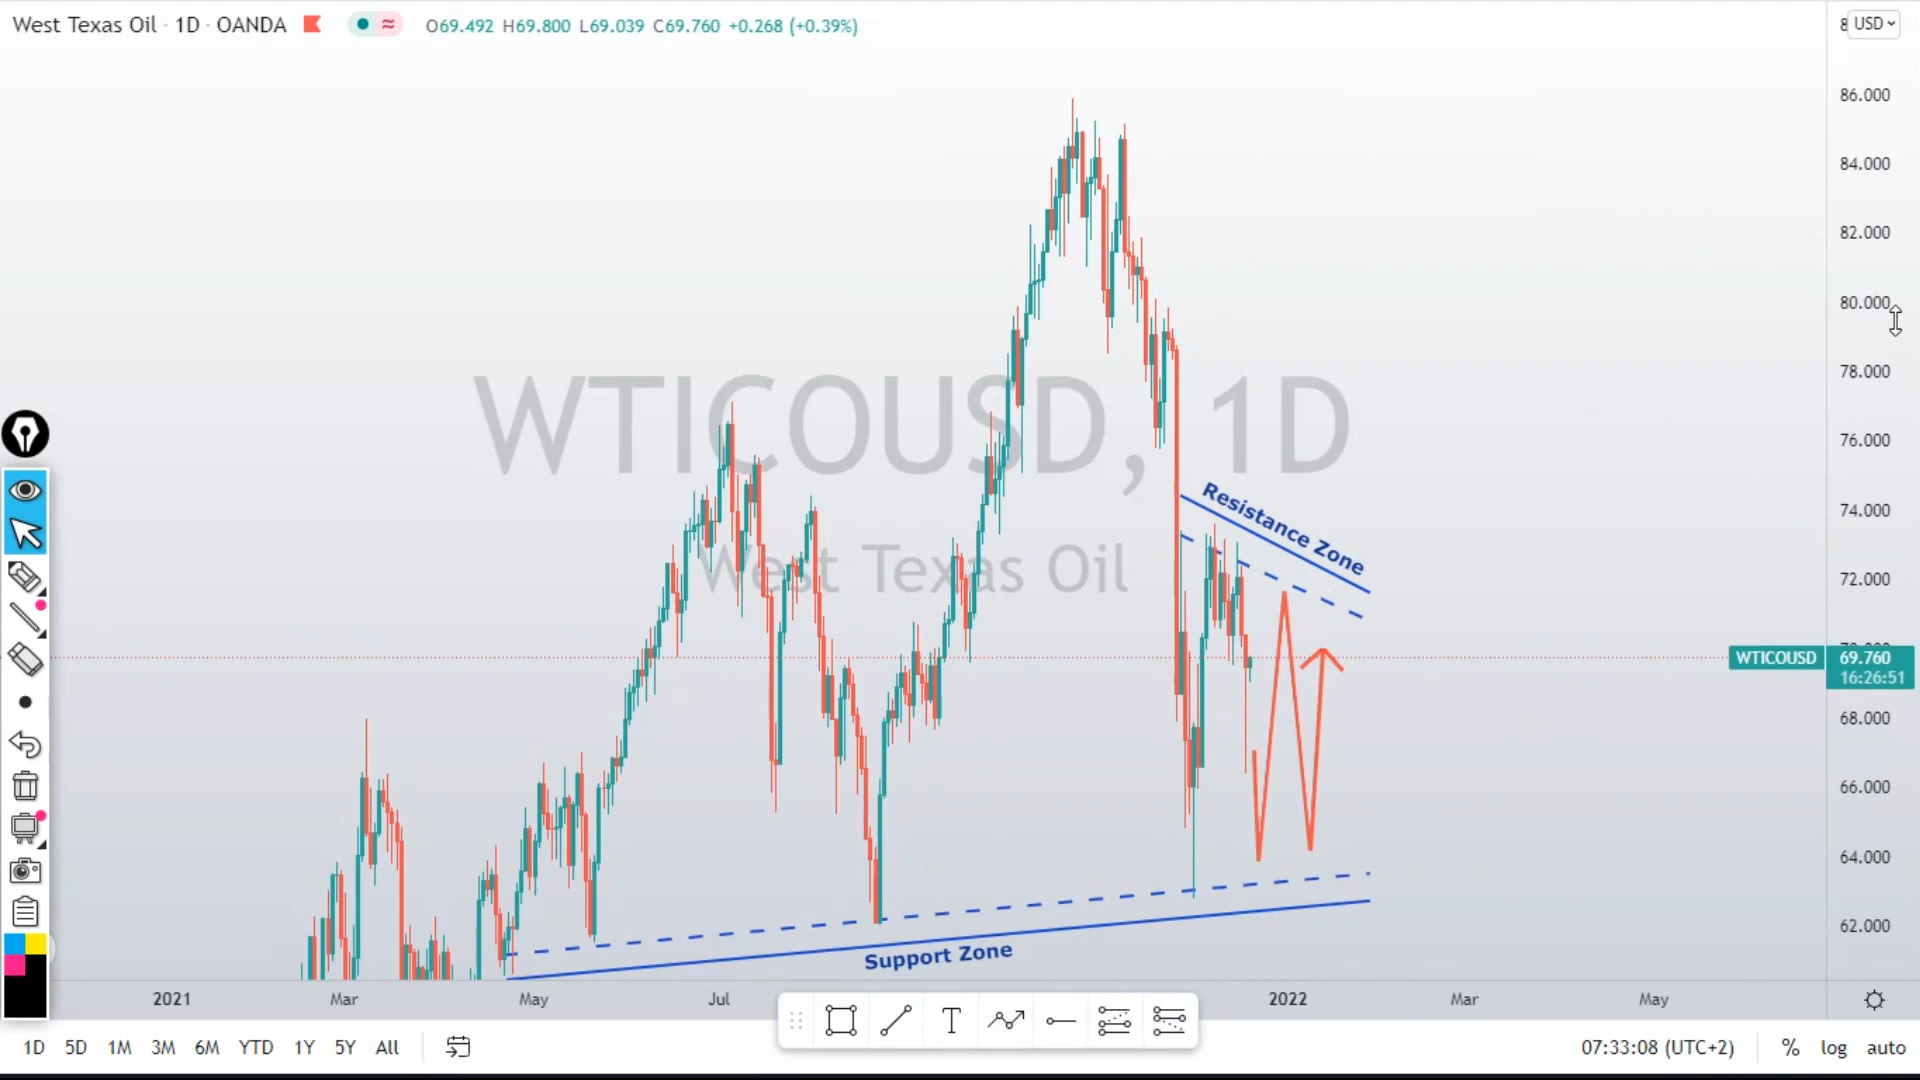 West Texas Oil · 1D · OANDA
O69.492 H69.800 L69.039 C69.760 +0.268 (+0.39%)
USD
86.000
84.000
82.000
80.000
78.000
76.000
74.000
72.000
68.000
66.000
64.000
62.000
WTICOUSD, 1D
West Texas Oil
Resistance Zone
WTICOUSD
69.760
16:26:51
Support Zone
2021
Mar
May
Jul
2022
Mar
May
T
1D 5D 1M 3M 6M YTD 1Y 5Y All
07:33:08 (UTC+2)
% log auto